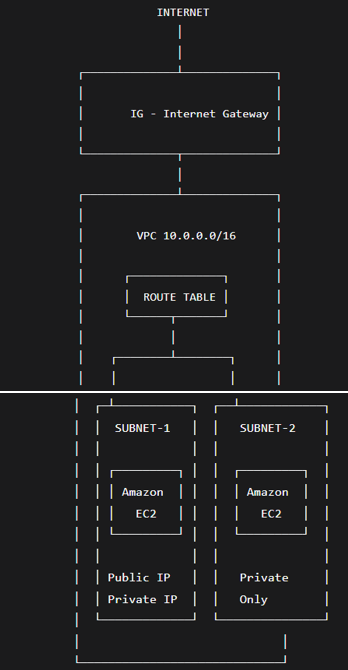 INTERNET
IG - Internet Gateway
VPC 10.0.0.0/16
ROUTE TABLE
SUBNET-1 SUBNET-2
Amazon Amazon
EC2 EC2
Public IP Private
Private IP Only